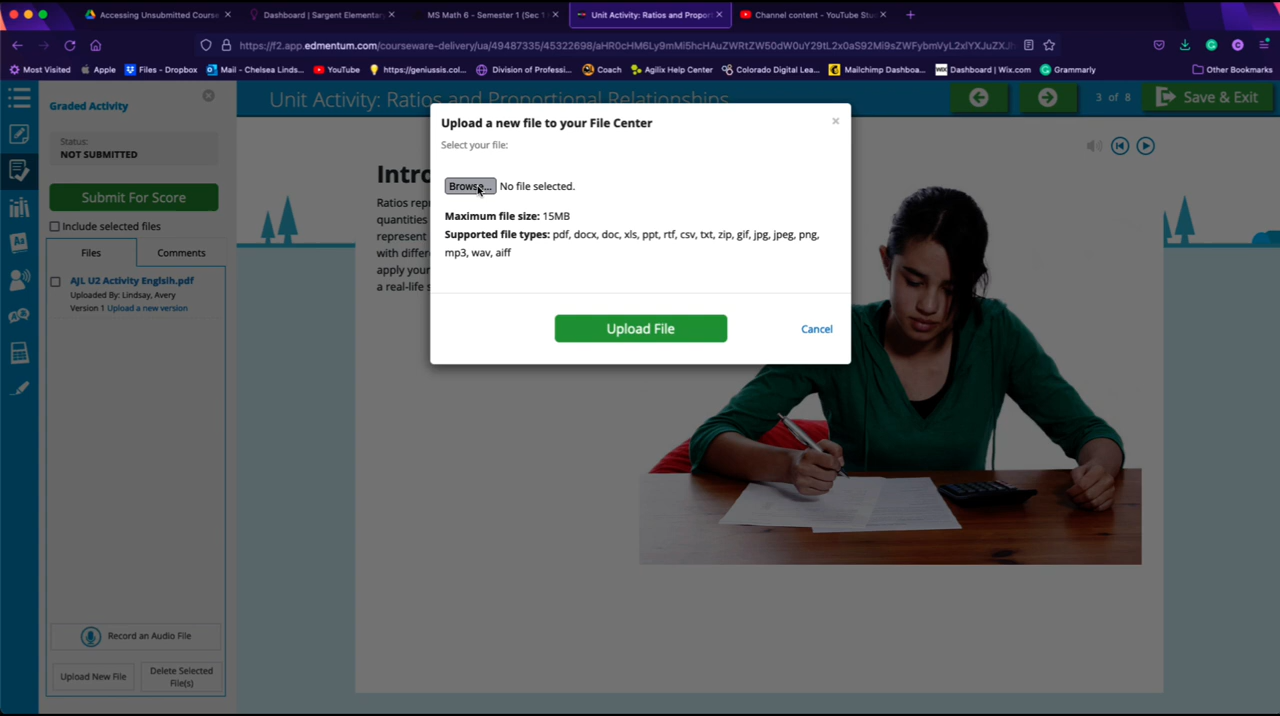 Accessing Unsubmitted Course
Dashboard | Sargent Elementar
MS Math 6 - Semester 1 (Sec 1
Unit Activity: Ratios and Propor
Channel content - YouTube Stu
https://f2.app.edmentum.com/courseware-delivery/ua/49487335/45322698/
Most Visited
Apple
Files - Dropbox
Mail - Chelsea Linds...
YouTube
https://geniussis.col...
Division of Professi...
Coach
Agilix Help Center
Colorado Digital Lea...
Mailchimp Dashboa...
Dashboard | Wix.com
Grammarly
Other Bookmarks
Graded Activity
Unit Activity: Ratios and Proportional Relationships
3 of 8
Save & Exit
Status:
NOT SUBMITTED
Submit For Score
Include selected files
Files
Comments
AJL U2 Activity Englsih.pdf
Uploaded By: Lindsay, Avery
Version 1 Upload a new version
Record an Audio File
Upload New File
Delete Selected
File(s)
Intro
Ratios rep
quantities
represent
with differe
apply your
a real-life s
Upload a new file to your File Center
Select your file:
Browse... No file selected.
Maximum file size: 15MB
Supported file types: pdf, docx, doc, xls, ppt, rtf, csv, txt, zip, gif, jpg, jpeg, png,
mp3, wav, aiff
Upload File
Cancel